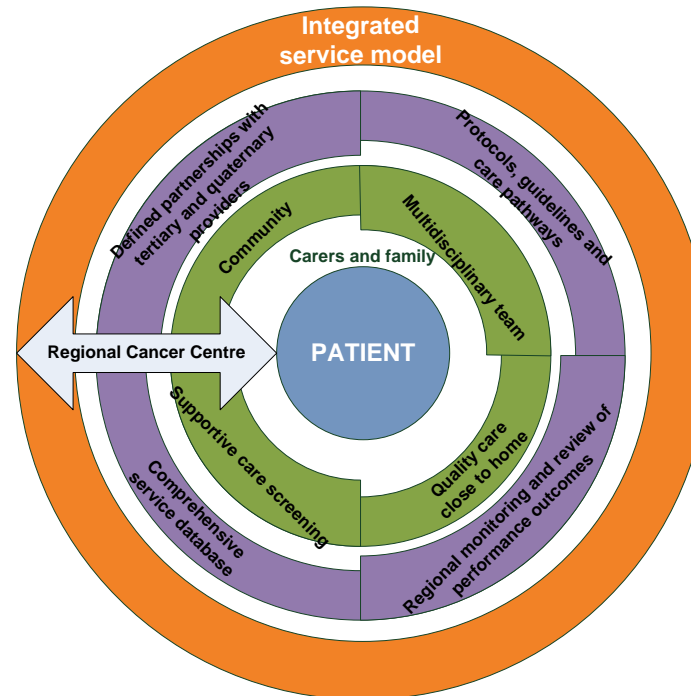 Integrated
service model
Defined partnerships with
tertiary and quaternary
providers
Protocols, guidelines and
care pathways
Community
Multidisciplinary team
Carers and family
Regional Cancer Centre
PATIENT
Supportive care screening
Quality care
close to home
Comprehensive
service database
Regional monitoring and review of
performance outcomes